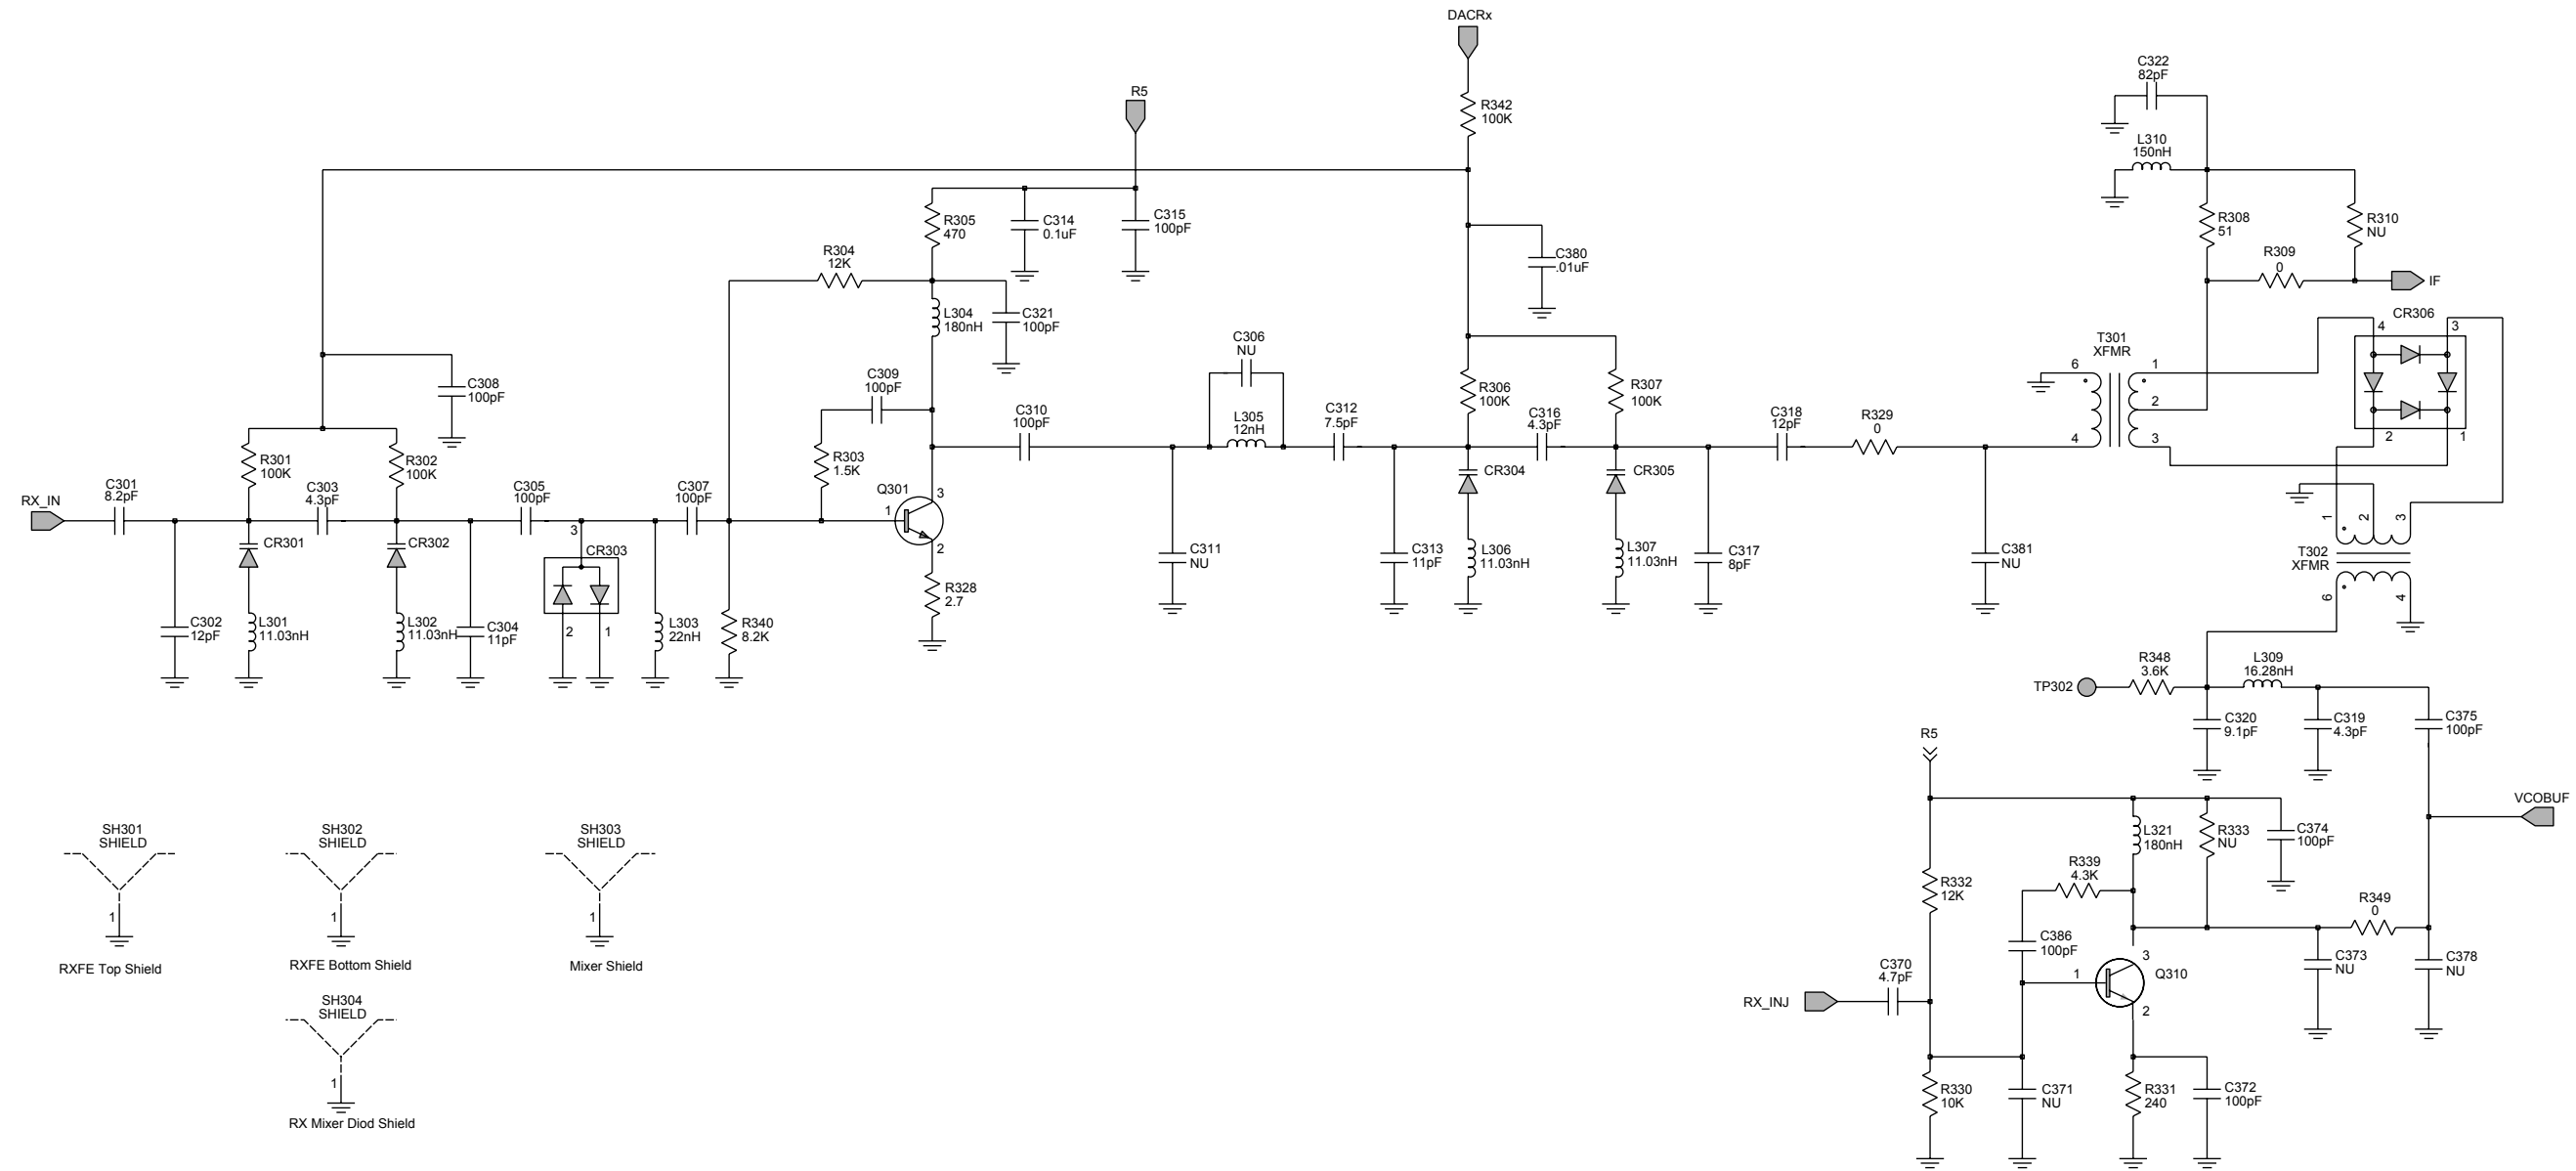 DACRx
R342
100K
R5
C322
82pF
L310
150nH
R308
51
R310
NU
R309
0
IF
R305
470
C314
0.1uF
C315
100pF
R304
12K
C380
.01uF
L304
180nH
C321
100pF
CR306
4
3
2
1
T301
XFMR
6
1
2
4
3
C306
NU
L305
12nH
C308
100pF
C309
100pF
R303
1.5K
C310
100pF
C312
7.5pF
R306
100K
C316
4.3pF
R307
100K
C318
12pF
R329
0
R301
100K
R302
100K
RX_IN
C301
8.2pF
C303
4.3pF
C305
100pF
C307
100pF
Q301
1
3
2
CR304
CR305
CR301
CR302
3
CR303
2
1
C311
NU
C313
11pF
L306
11.03nH
L307
11.03nH
C317
8pF
C381
NU
1
2
3
T302
XFMR
6
4
R328
2.7
C302
12pF
L301
11.03nH
L302
11.03nH
C304
11pF
L303
22nH
R340
8.2K
TP302
R348
3.6K
L309
16.28nH
C320
9.1pF
C319
4.3pF
C375
100pF
R5
VCOBUF
L321
180nH
R333
NU
C374
100pF
R339
4.3K
R332
12K
R349
0
C386
100pF
C370
4.7pF
RX_INJ
1
3
Q310
2
C373
NU
C378
NU
R330
10K
C371
NU
R331
240
C372
100pF
SH301
SHIELD
1
RXFE Top Shield
SH302
SHIELD
1
RXFE Bottom Shield
SH303
SHIELD
1
Mixer Shield
SH304
SHIELD
1
RX Mixer Diod Shield